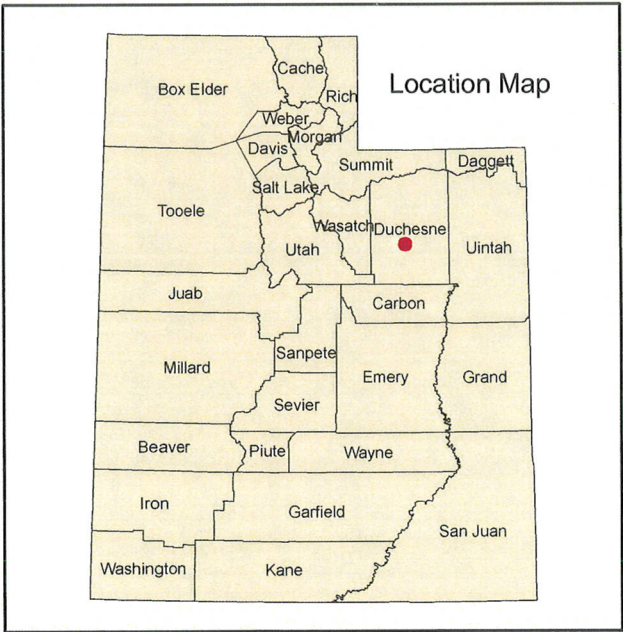 Location Map
Cache
Box Elder
Rich
Weber
Morgan
Davis
Summit
Daggett
Salt Lake
Tooele
Wasatch
Duchesne
Utah
Uintah
Juab
Carbon
Sanpete
Millard
Emery
Grand
Sevier
Beaver
Piute
Wayne
Iron
Garfield
San Juan
Washington
Kane